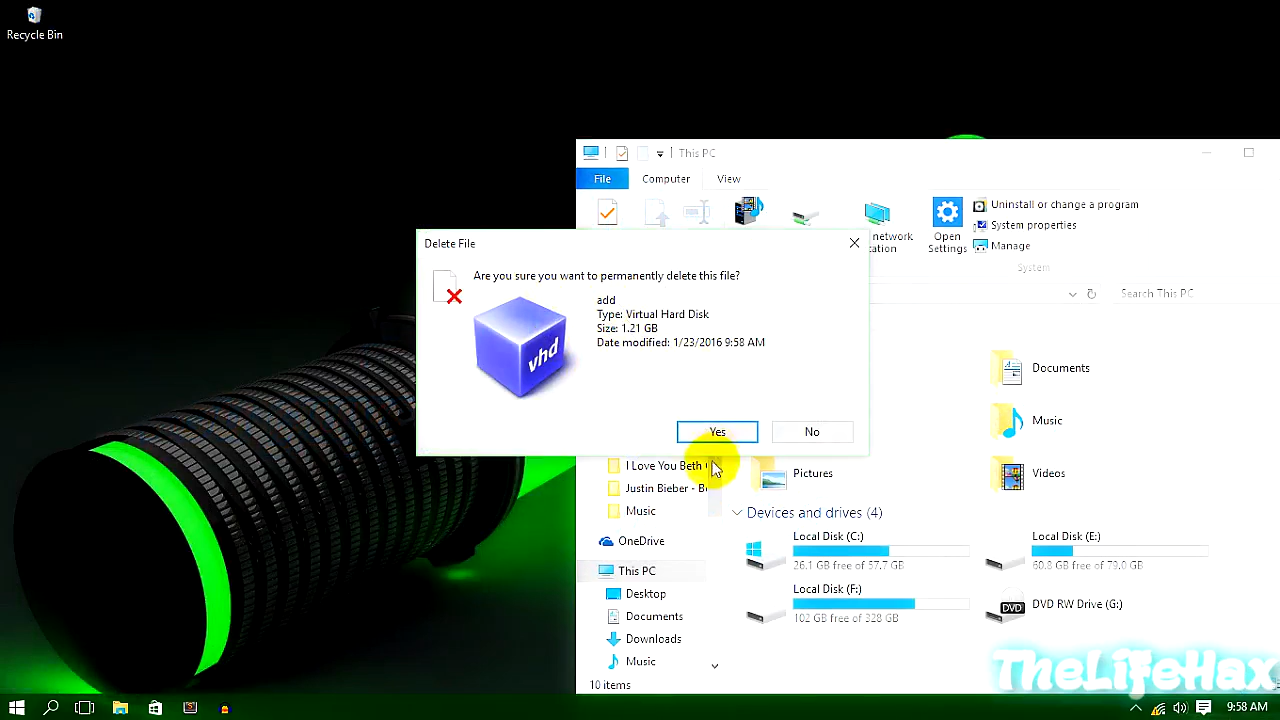 Recycle Bin
This PC
File
Computer
View
network
Open
Settings
Uninstall or change a program
System properties
Manage
System
Search This PC
Delete File
Are you sure you want to permanently delete this file?
add
Type: Virtual Hard Disk
Size: 1.21 GB
Date modified: 1/23/2016 9:58 AM
vhd
Yes
No
Documents
Music
Pictures
Videos
I Love You Beth
Justin Bieber - B
Music
OneDrive
This PC
Desktop
Documents
Downloads
Music
Devices and drives (4)
Local Disk (C:)
26.1 GB free of 57.7 GB
Local Disk (E:)
GB free of 79.0 GB
Local Disk (F:)
102 GB free of 328 GB
DVD
DVD RW Drive (G:)
10 items
TheLifeHax
9:58 AM